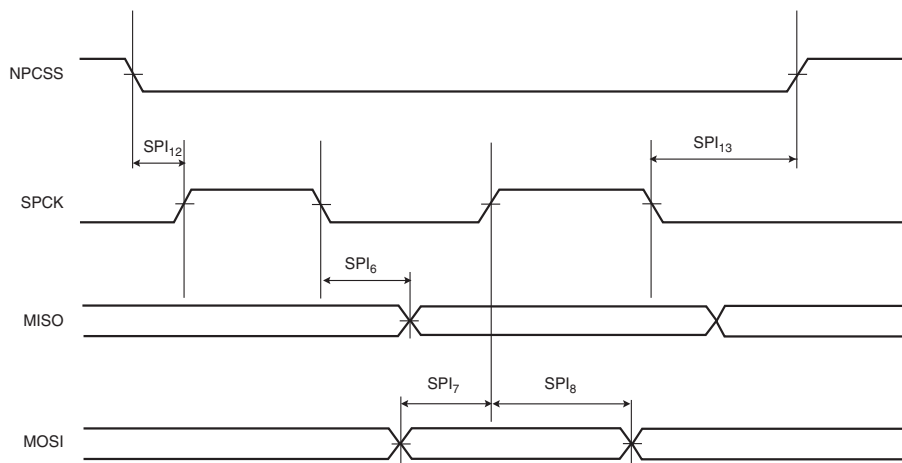 NPCSS
SPI12
SPI13
SPCK
SPI6
MISO
SPI7
SPI8
MOSI